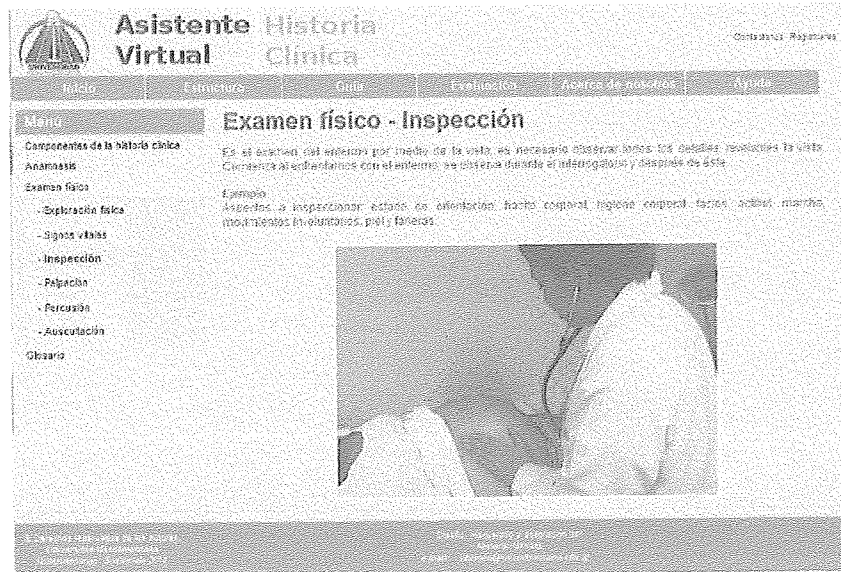 Asistente Historia
Virtual Clínica
UNIVERSIDAD
Contáctenos Registrarse
Inicio Estructura Guía Evaluación Acerca de nosotros Ayuda
Menú
Componentes de la historia clínica
Anamnesis
Examen físico
- Exploración física
- Signos vitales
- Inspección
- Palpación
- Percusión
- Auscultación
Glosario
Examen físico - Inspección
Es el examen del enfermo por medio de la vista, es necesario observar todos los detalles relevantes la vista.
Comienza al enfrentarnos con el enfermo, se observa durante el interrogatorio y después de éste.
Ejemplo
Aspectos a inspeccionar: estado de orientación, hasta corporal, higiene corporal, facies, actitud, marcha,
movimientos involuntarios, piel y faneras.